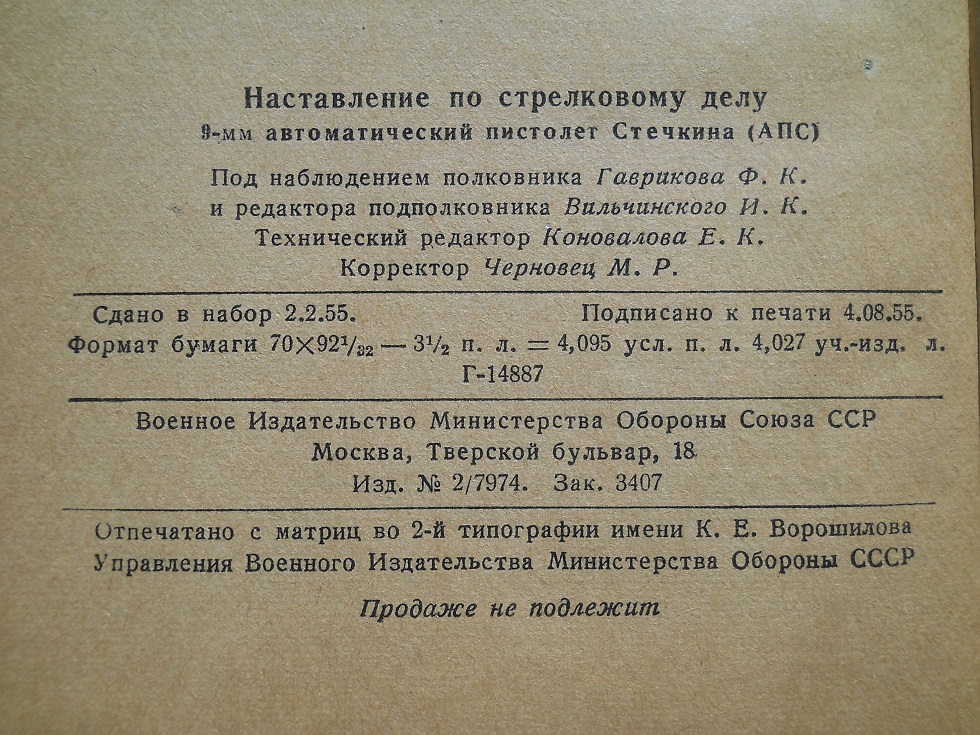 Наставление по стрелковому делу
9-мм автоматический пистолет Стечкина (АПС)
Под наблюдением полковника Гаврикова Ф. К.
и редактора подполковника Вильчинского И. К.
Технический редактор Коновалова Е. К.
Корректор Черновец М. Р.
Сдано в набор 2.2.55. Подписано к печати 4.08.55.
Формат бумаги 70×92¹/₃₂ — 3¹/₂ п. л. = 4,095 усл. п. л. 4,027 уч.-изд. л.
Г-14887
Военное Издательство Министерства Обороны Союза ССР
Москва, Тверской бульвар, 18.
Изд. № 2/7974. Зак. 3407
Отпечатано с матриц во 2-й типографии имени К. Е. Ворошилова
Управления Военного Издательства Министерства Обороны СССР
Продаже не подлежит